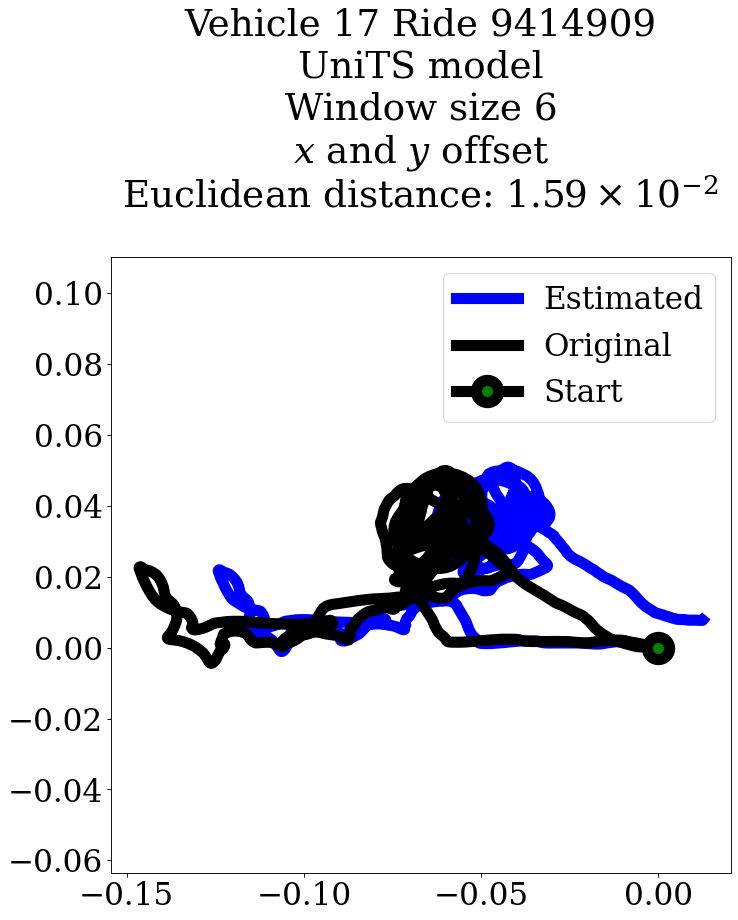 Vehicle 17 Ride 9414909
UniTS model
Window size 6
x and y offset
Euclidean distance: 1.59 × 10⁻²
Estimated
Original
Start
0.10
0.08
0.06
0.04
0.02
0.00
−0.02
−0.04
−0.06
−0.15
−0.10
−0.05
0.00